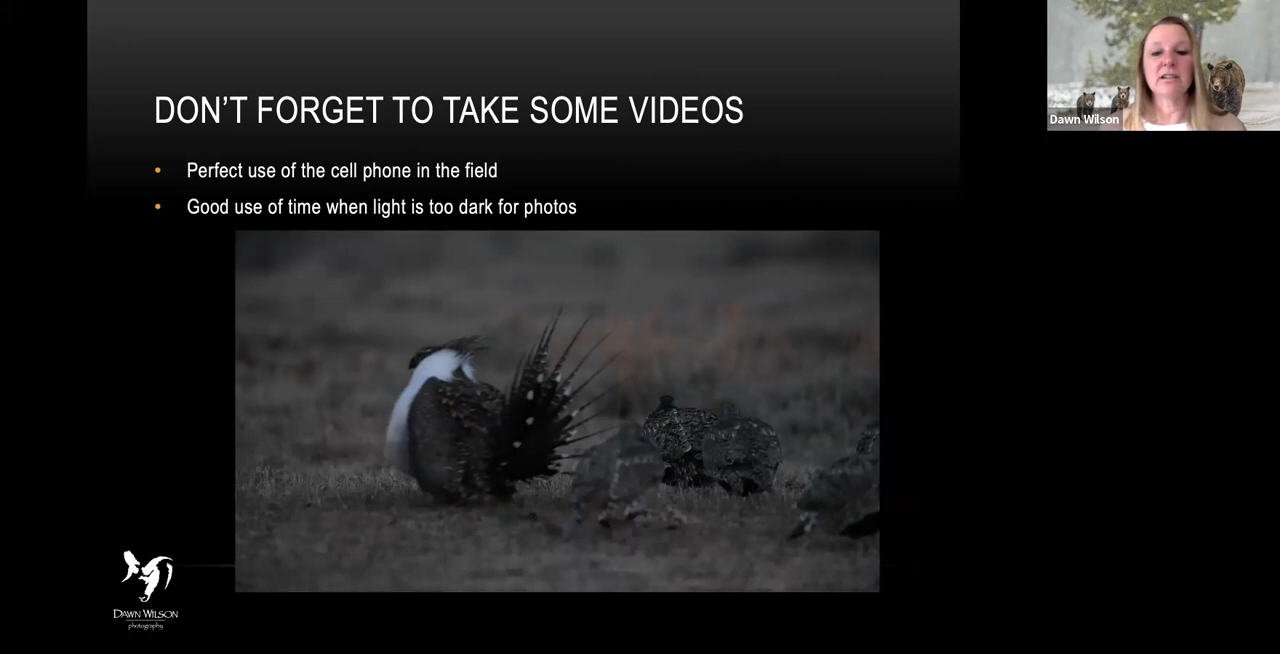 DON'T FORGET TO TAKE SOME VIDEOS
• Perfect use of the cell phone in the field
• Good use of time when light is too dark for photos
Dawn Wilson
DAWN WILSON
photography